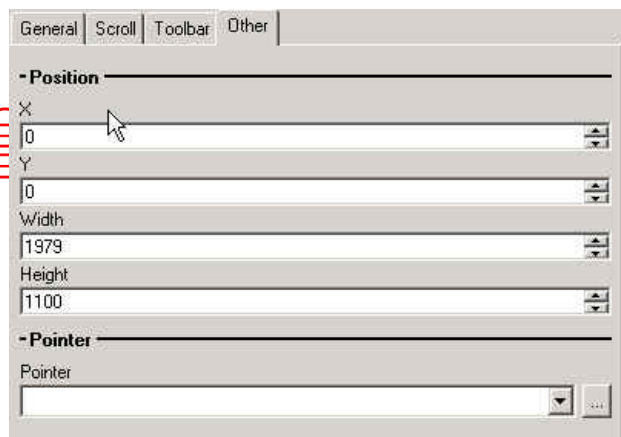 General Scroll Toolbar Other
- Position
X
0
Y
0
Width
1979
Height
1100
- Pointer
Pointer
...